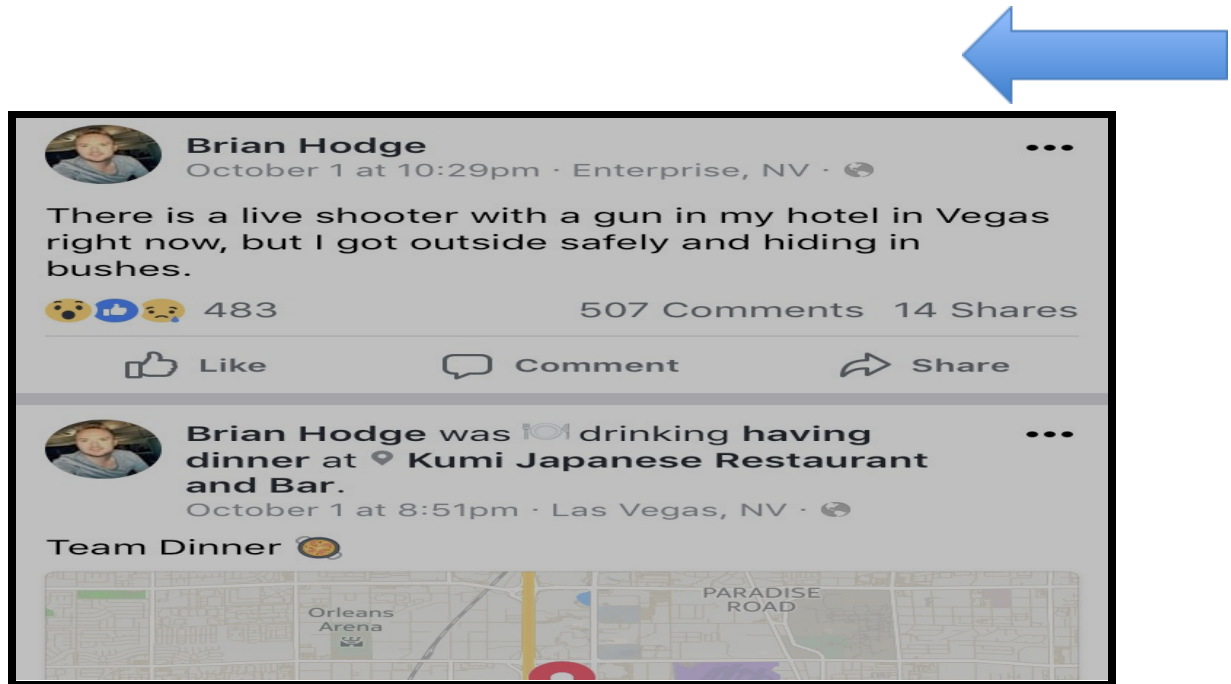 Brian Hodge
October 1 at 10:29pm · Enterprise, NV ·
There is a live shooter with a gun in my hotel in Vegas
right now, but I got outside safely and hiding in
bushes.
483 507 Comments 14 Shares
Like Comment Share
Brian Hodge was 🍽 drinking having
dinner at Kumi Japanese Restaurant
and Bar.
October 1 at 8:51pm · Las Vegas, NV ·
Team Dinner 🥘
PARADISE
ROAD
Orleans
Arena